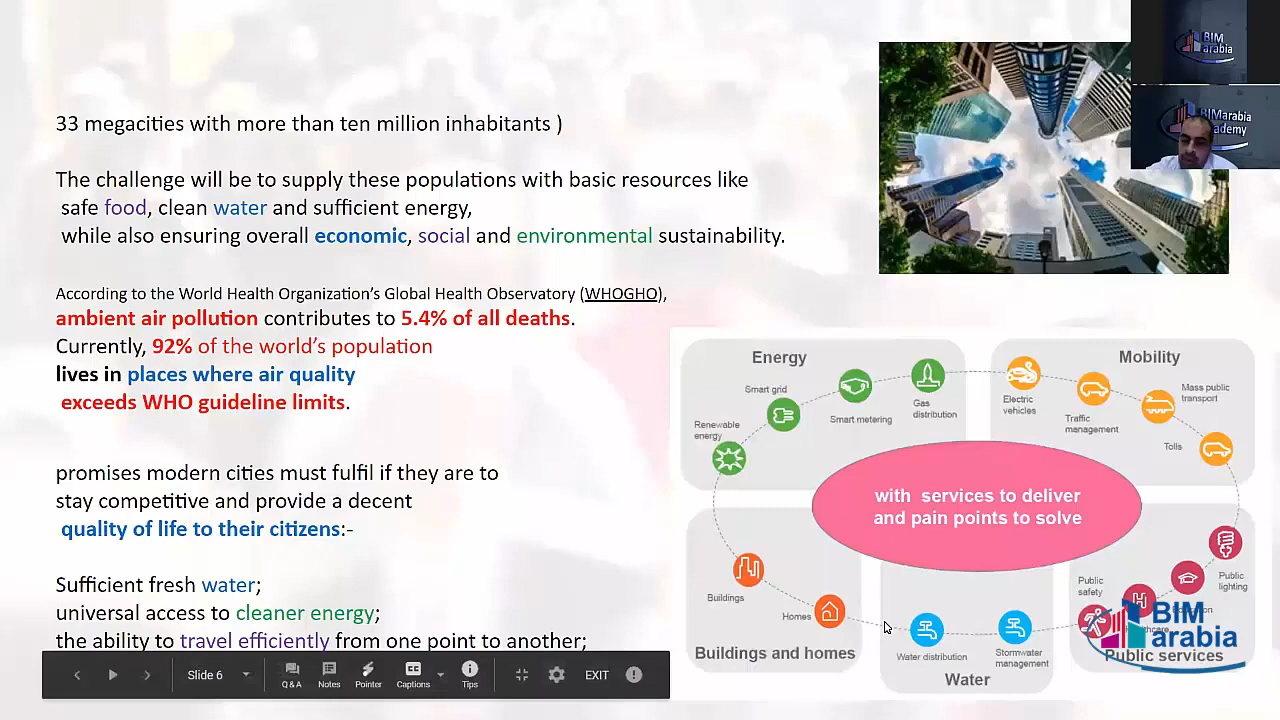 33 megacities with more than ten million inhabitants )
The challenge will be to supply these populations with basic resources like
safe food, clean water and sufficient energy,
while also ensuring overall economic, social and environmental sustainability.
According to the World Health Organization's Global Health Observatory (WHOGHO),
ambient air pollution contributes to 5.4% of all deaths.
Currently, 92% of the world's population
lives in places where air quality
exceeds WHO guideline limits.
promises modern cities must fulfil if they are to
stay competitive and provide a decent
quality of life to their citizens:-
Sufficient fresh water;
universal access to cleaner energy;
the ability to travel efficiently from one point to another;
Slide 6
Q & A
Notes
Pointer
Captions
Tips
EXIT
BIM
arabia
BIMarabia
Energy
Smart grid
Smart metering
Gas
distribution
Renewable
energy
Mobility
Electric
vehicles
Traffic
management
Mass public
transport
Tolls
with services to deliver
and pain points to solve
Buildings
Homes
Buildings and homes
Water distribution
Stormwater
management
Water
Public
safety
Public
lighting
Public services
BIM
arabia